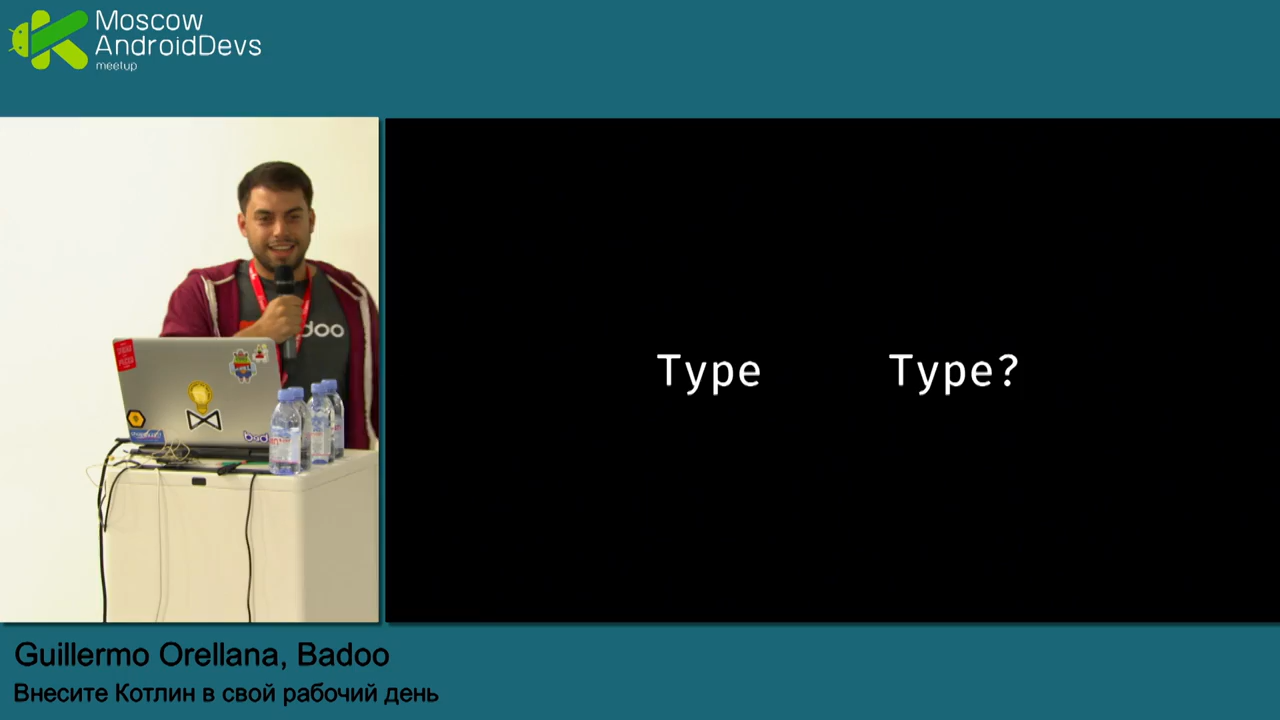 Moscow
AndroidDevs
meetup
Type Type?
Guillermo Orellana, Badoo
Внесите Котлин в свой рабочий день